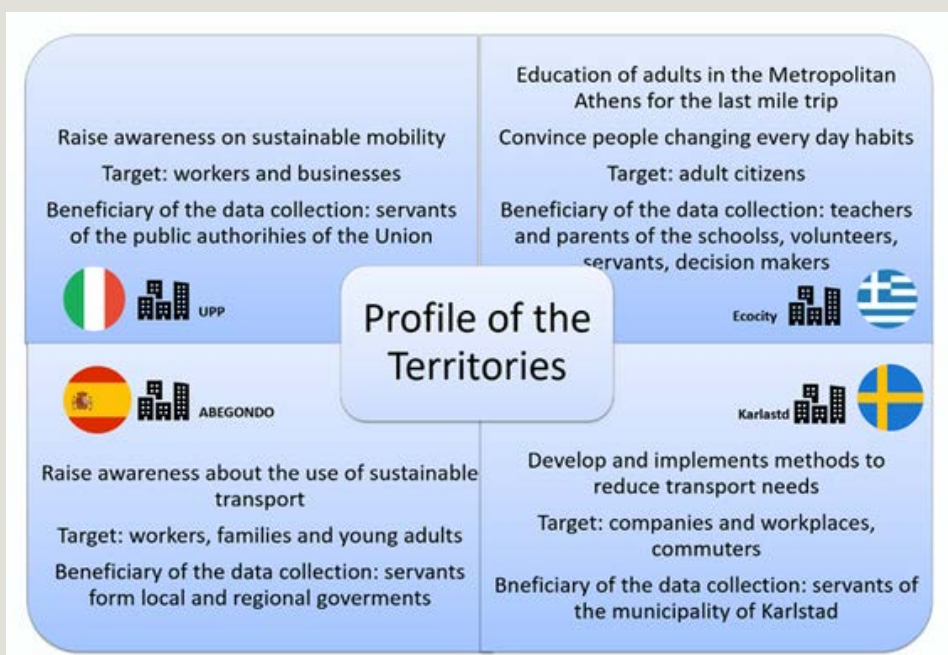 Raise awareness on sustainable mobility
Target: workers and businesses
Beneficiary of the data collection: servants
of the public authorihies of the Union
UPP
Education of adults in the Metropolitan
Athens for the last mile trip
Convince people changing every day habits
Target: adult citizens
Beneficiary of the data collection: teachers
and parents of the schoolss, volunteers,
servants, decision makers
Ecocity
Profile of the
Territories
ABEGONDO
Raise awareness about the use of sustainable
transport
Target: workers, families and young adults
Beneficiary of the data collection: servants
form local and regional goverments
Karlastd
Develop and implements methods to
reduce transport needs
Target: companies and workplaces,
commuters
Bneficiary of the data collection: servants of
the municipality of Karlstad